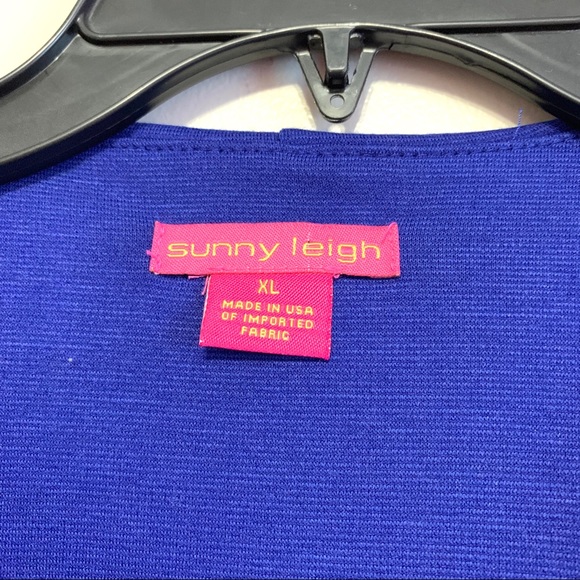 sunny leigh
XL
MADE IN USA
OF IMPORTED
FABRIC